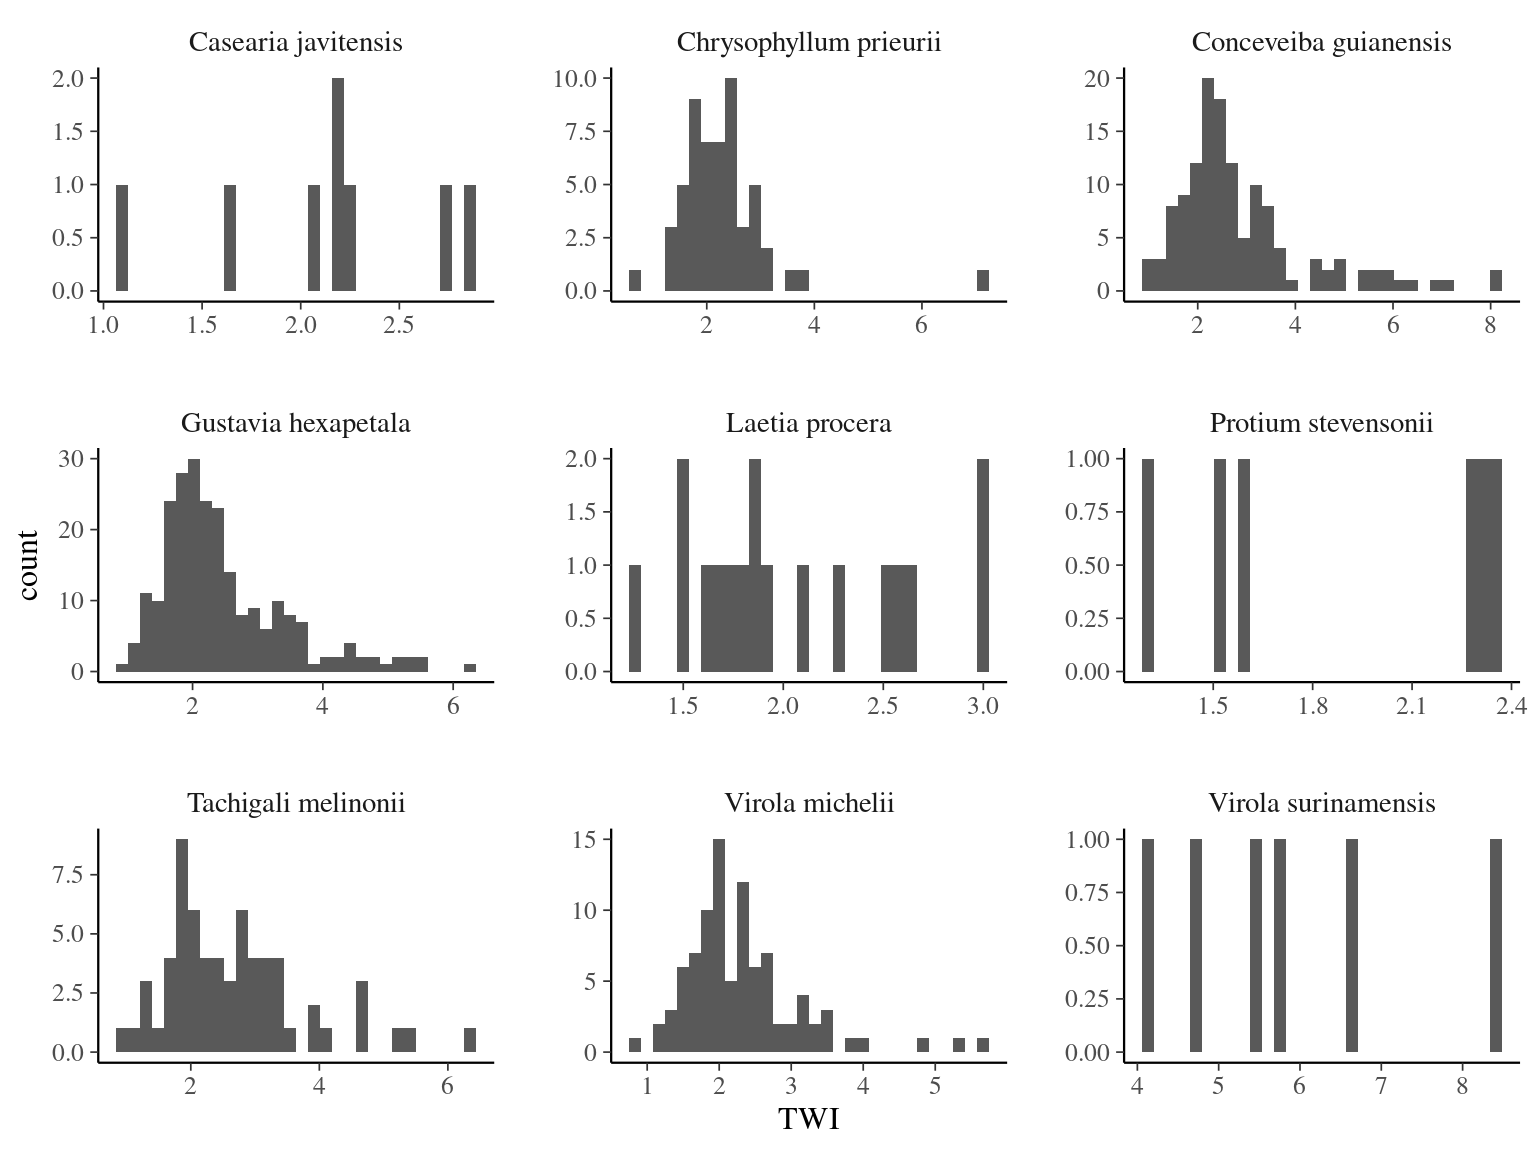 Casearia javitensis
2.0
1.5
1.0
0.5
0.0
1.0 1.5 2.0 2.5
Chrysophyllum prieurii
10.0
7.5
5.0
2.5
0.0
2 4 6
Conceveiba guianensis
20
15
10
5
0
2 4 6 8
count
Gustavia hexapetala
30
20
10
0
2 4 6
Laetia procera
2.0
1.5
1.0
0.5
0.0
1.5 2.0 2.5 3.0
Protium stevensonii
1.00
0.75
0.50
0.25
0.00
1.5 1.8 2.1 2.4
Tachigali melinonii
7.5
5.0
2.5
0.0
2 4 6
Virola michelii
15
10
5
0
1 2 3 4 5
Virola surinamensis
1.00
0.75
0.50
0.25
0.00
4 5 6 7 8
TWI